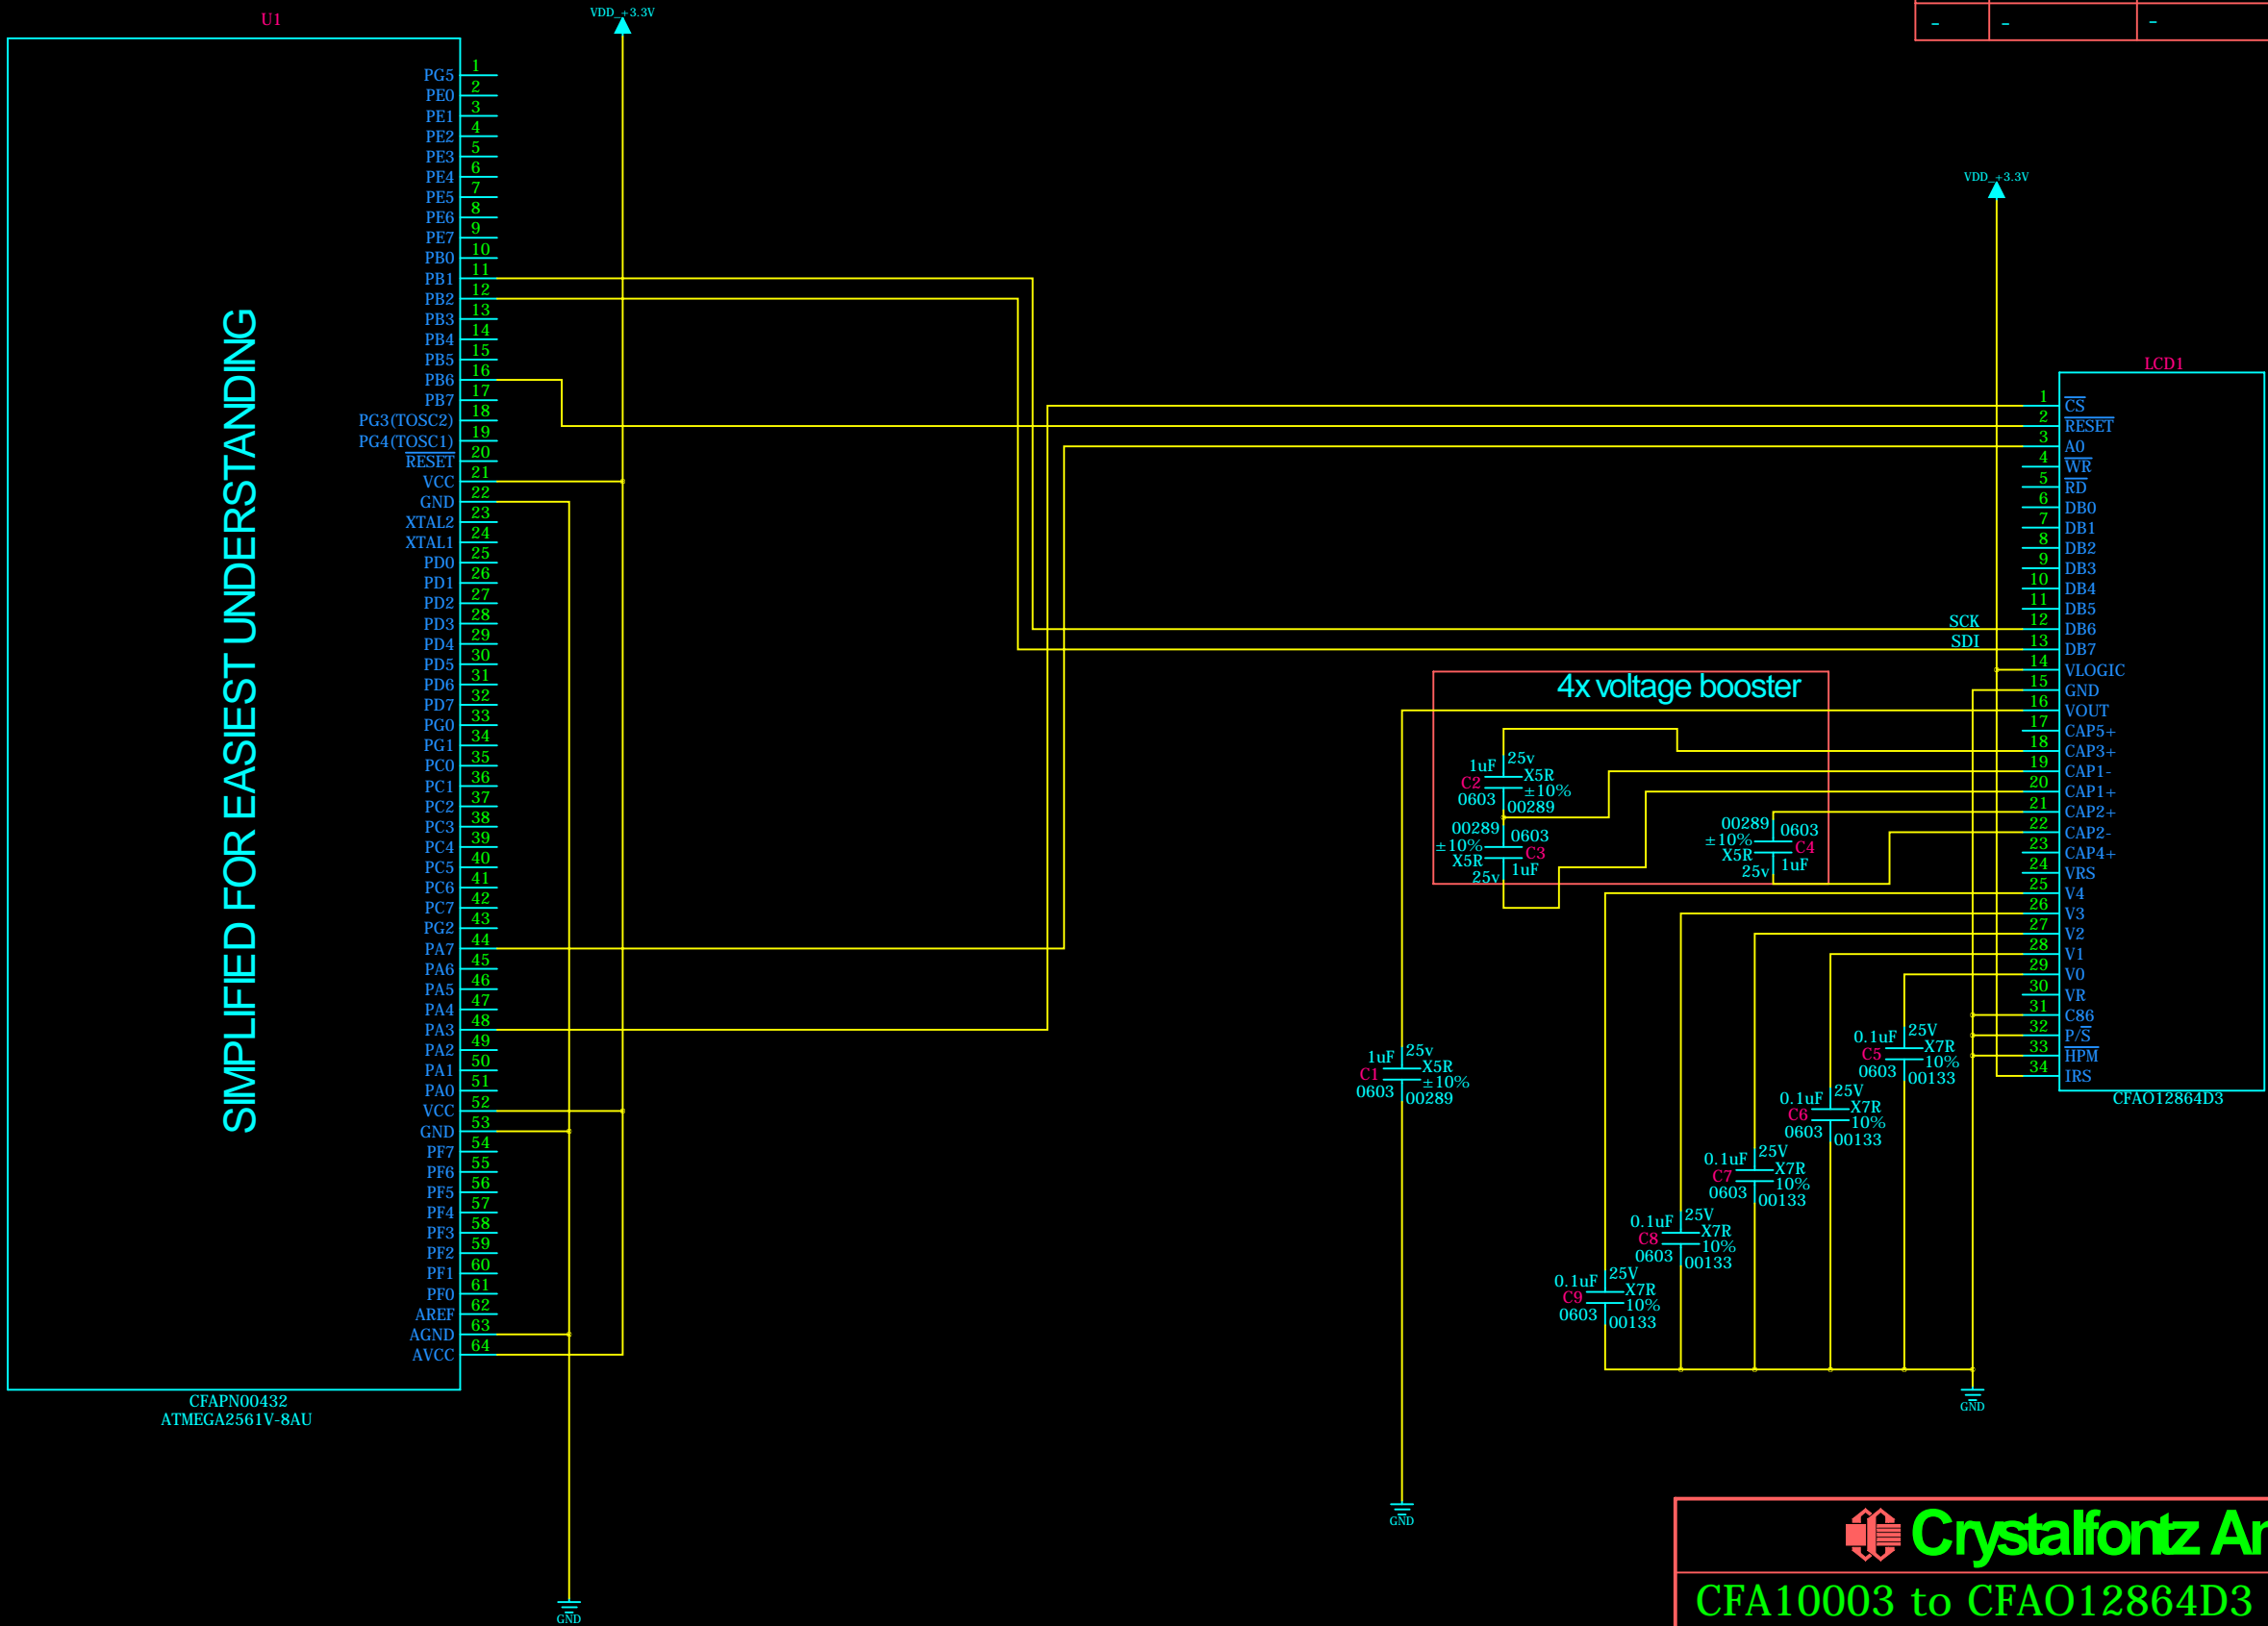 U1
VDD_+3.3V
- - -
PG5 1
PE0 2
PE1 3
PE2 4
PE3 5
PE4 6
PE5 7
PE6 8
PE7 9
PB0 10
PB1 11
PB2 12
PB3 13
PB4 14
PB5 15
PB6 16
PB7 17
PG3(TOSC2) 18
PG4(TOSC1) 19
RESET 20
VCC 21
GND 22
XTAL2 23
XTAL1 24
PD0 25
PD1 26
PD2 27
PD3 28
PD4 29
PD5 30
PD6 31
PD7 32
PG0 33
PG1 34
PC0 35
PC1 36
PC2 37
PC3 38
PC4 39
PC5 40
PC6 41
PC7 42
PG2 43
PA7 44
PA6 45
PA5 46
PA4 47
PA3 48
PA2 49
PA1 50
PA0 51
VCC 52
GND 53
PF7 54
PF6 55
PF5 56
PF4 57
PF3 58
PF2 59
PF1 60
PF0 61
AREF 62
AGND 63
AVCC 64
SIMPLIFIED FOR EASIEST UNDERSTANDING
CFAPN00432
ATMEGA2561V-8AU
GND
VDD_+3.3V
LCD1
1 CS
2 RESET
3 A0
4 WR
5 RD
6 DB0
7 DB1
8 DB2
9 DB3
10 DB4
11 DB5
SCK 12 DB6
SDI 13 DB7
14 VLOGIC
15 GND
16 VOUT
17 CAP5+
18 CAP3+
19 CAP1-
20 CAP1+
21 CAP2+
22 CAP2-
23 CAP4+
24 VRS
25 V4
26 V3
27 V2
28 V1
29 V0
30 VR
31 C86
32 P/S
33 HPM
34 IRS
CFAO12864D3
4x voltage booster
25v
1uF X5R
C2 ±10%
0603 00289
00289 0603
±10% C3
X5R 1uF
25v
00289 0603
±10% C4
X5R 1uF
25v
25v
1uF X5R
C1 ±10%
0603 00289
GND
25V
0.1uF X7R
C5 10%
0603 00133
25V
0.1uF X7R
C6 10%
0603 00133
25V
0.1uF X7R
C7 10%
0603 00133
25V
0.1uF X7R
C8 10%
0603 00133
25V
0.1uF X7R
C9 10%
0603 00133
GND
Crystalfontz
CFA10003 to CFAO12864D3